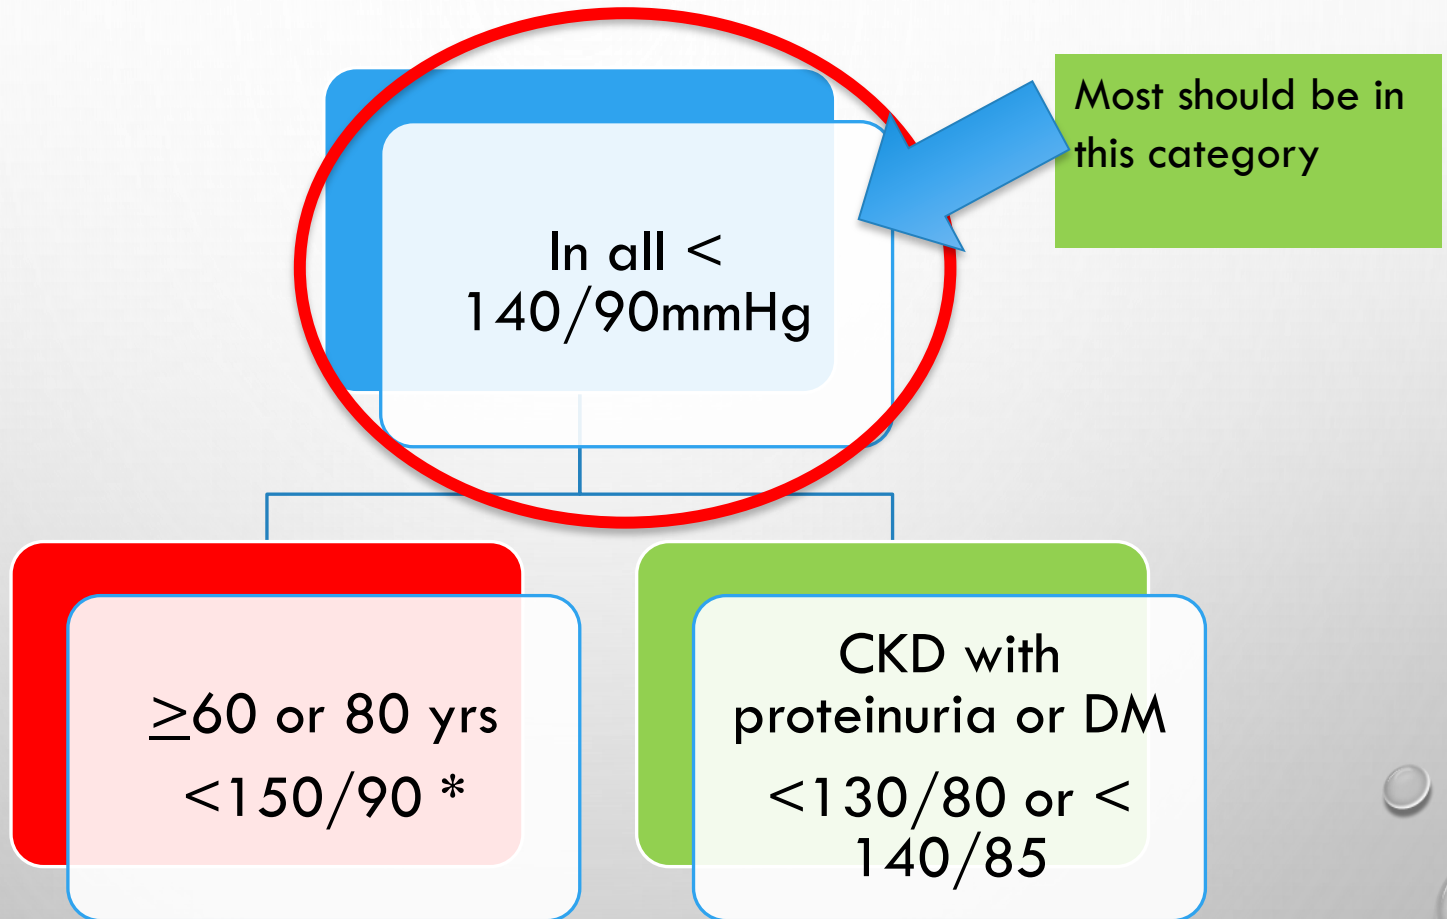 Most should be in
this category
In all <
140/90mmHg
≥60 or 80 yrs
<150/90 *
CKD with
proteinuria or DM
<130/80 or <
140/85